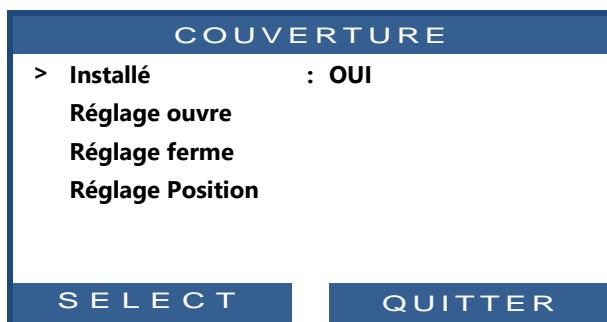 COUVERTURE
> Installé : OUI
Réglage ouvre
Réglage ferme
Réglage Position
SELECT QUITTER